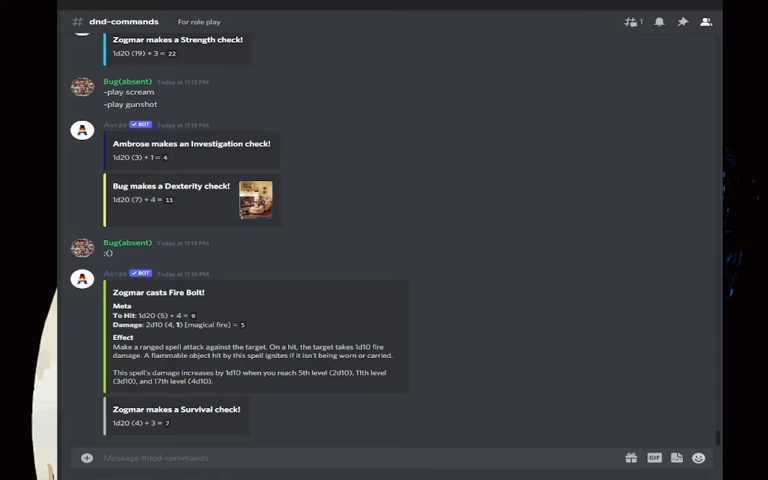 # dnd-commands For role play 1
Zogmar makes a Strength check!
1d20 (19) + 3 = 22
Bug(absent) Today at 11:15 PM
~play scream
~play gunshot
Avrae BOT Today at 11:15 PM
Ambrose makes an Investigation check!
1d20 (3) + 1 = 4
Bug makes a Dexterity check!
1d20 (7) + 4 = 11
Bug(absent) Today at 11:15 PM
:()
Avrae BOT Today at 11:16 PM
Zogmar casts Fire Bolt!
Meta
To Hit: 1d20 (5) + 4 = 9
Damage: 2d10 (4, 1) [magical fire] = 5
Effect
Make a ranged spell attack against the target. On a hit, the target takes 1d10 fire
damage. A flammable object hit by this spell ignites if it isn't being worn or carried.
This spell's damage increases by 1d10 when you reach 5th level (2d10), 11th level
(3d10), and 17th level (4d10).
Zogmar makes a Survival check!
1d20 (4) + 3 = 7
Message #dnd-commands GIF